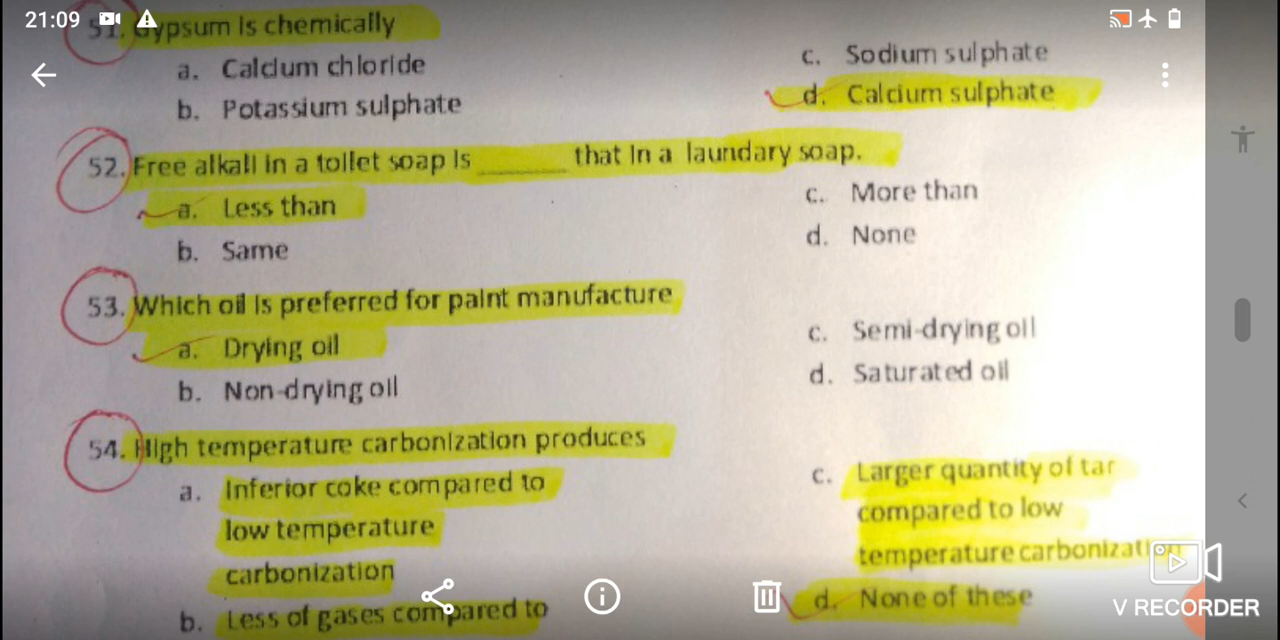 21:09
51. Gypsum is chemically
a. Calcium chloride
b. Potassium sulphate
c. Sodium sulphate
d. Calcium sulphate
52. Free alkali in a toilet soap is ______ that in a laundary soap.
a. Less than
b. Same
c. More than
d. None
53. Which oil is preferred for paint manufacture
a. Drying oil
b. Non-drying oil
c. Semi-drying oil
d. Saturated oil
54. High temperature carbonization produces
a. Inferior coke compared to
low temperature
carbonization
b. Less of gases compared to
c. Larger quantity of tar
compared to low
temperature carbonization
d. None of these
V RECORDER